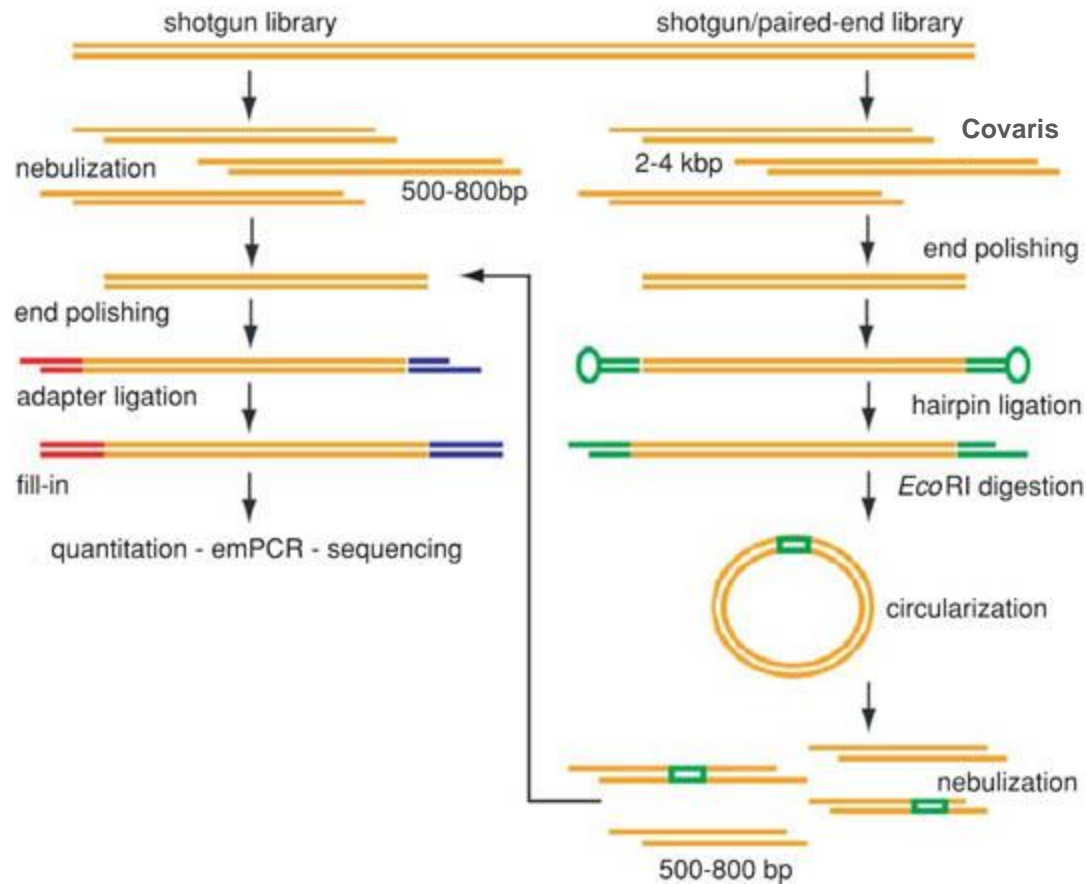 shotgun library
shotgun/paired-end library
nebulization
500-800bp
Covaris
2-4 kbp
end polishing
end polishing
adapter ligation
hairpin ligation
fill-in
EcoRI digestion
quantitation - emPCR - sequencing
circularization
nebulization
500-800 bp